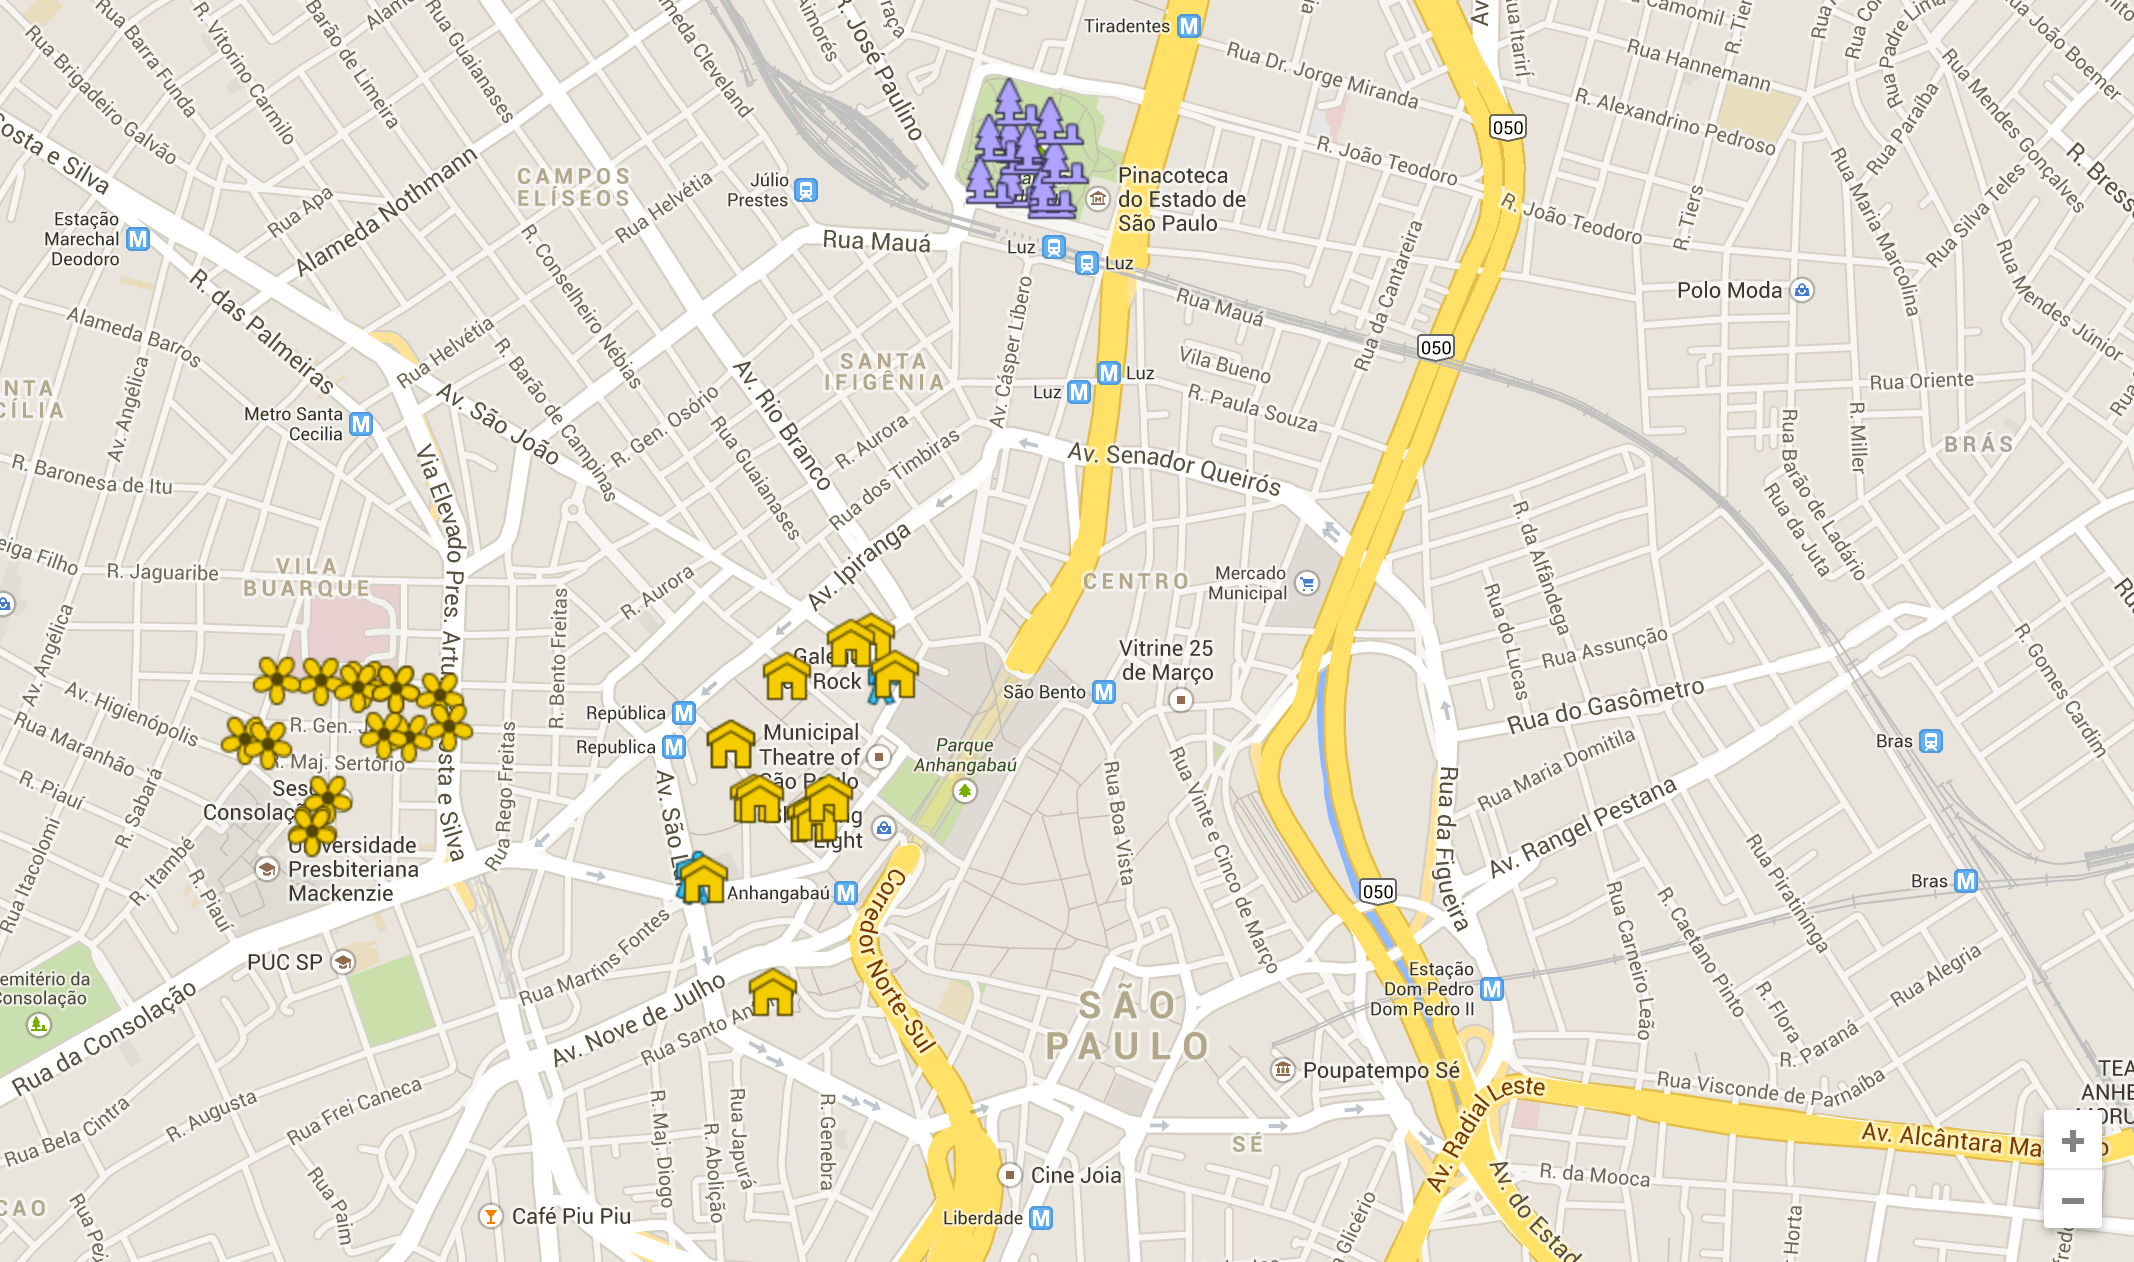 Tiradentes
Rua Dr. Jorge Miranda
Rua Hannemann
R. Alexandrino Pedroso
R. João Teodoro
R. João Teodoro
R. Tiers
Rua Maria Marcolina
Rua Silva Teles
Rua Mendes Gonçalves
Rua João Boemer
Rua Paraíba
Rua Mendes Júnior
050
R. José Paulino
Aimorés
R. Vitorino Carmilo
Rua Barra Funda
Barão de Limeira
Rua Guaianases
Rua Brigadeiro Galvão
Costa e Silva
Rua Apa
Alameda Nothmann
CAMPOS
ELÍSEOS
Rua Helvétia
Júlio
Prestes
Pinacoteca
do Estado de
São Paulo
Estação
Marechal
Deodoro
Rua Mauá
Luz
Luz
Rua Mauá
Rua da Cantareira
Polo Moda
050
R. das Palmeiras
R. Conselheiro Nébias
Alameda Barros
Rua Helvétia
R. Barão de Campinas
SANTA
IFIGÊNIA
Av. Cásper Líbero
Vila Bueno
Luz
Luz
R. Paula Souza
Rua Oriente
R. Miller
BRÁS
Av. Angélica
Metro Santa
Cecilia
Av. São João
R. Gen. Osório
Av. Rio Branco
Rua Guaianases
R. Aurora
Rua dos Timbiras
Av. Senador Queirós
Rua Barão de Ladário
Rua da Juta
R. Baronesa de Itu
Via Elevado Pres. Artu
R. da Alfândega
Av. Ipiranga
R. Jaguaribe
VILA
BUARQUE
R. Aurora
R. Bento Freitas
CENTRO
Mercado
Municipal
Rua do Lucas
Rua Assunção
Av. Angélica
Vitrine 25
de Março
São Bento
Rock
R. Gomes Cardim
Av. Higienópolis
Rua Maranhão
República
Republica
Municipal
Theatre of
São Paulo
Parque
Anhangabaú
Rua do Gasômetro
Rua Maria Domitila
Bras
R. Maj. Sertório
R. Piauí
R. Sabará
Rua Rego Freitas
Rua Boa Vista
Rua Vinte e Cinco de Março
Rua da Figueira
Av. Rangel Pestana
Rua Itacolomi
R. Itambé
R. Piauí
Presbiteriana
Mackenzie
Anhangabaú
050
Bras
Rua Piratininga
Rua Carneiro Leão
R. Caetano Pinto
Corredor Norte-Sul
PUC SP
Rua Martins Fontes
Estação
Dom Pedro
Dom Pedro II
Rua Alegria
R. Flora
R. Paraná
Rua da Consolação
Av. Nove de Julho
SÃO
PAULO
Poupatempo Sé
Rua Visconde de Parnaíba
Av. Radial Leste
Rua Bela Cintra
R. Augusta
Rua Frei Caneca
R. Maj. Diogo
R. Abolição
Rua Japurá
R. Genebra
SÉ
R. da Mooca
Rua Paim
Cine Joia
Café Piu Piu
Liberdade